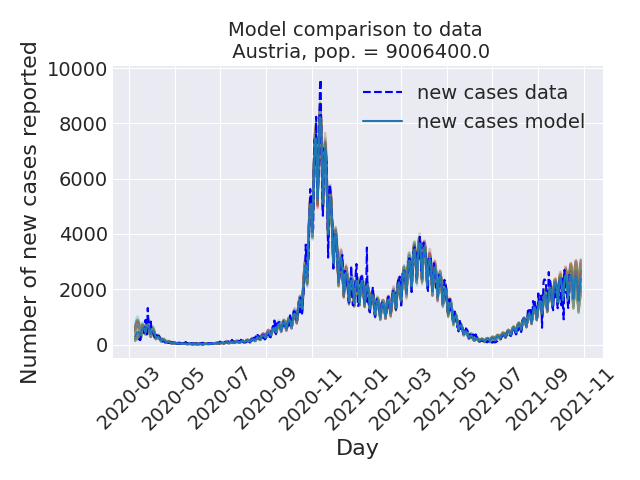 Model comparison to data
Austria, pop. = 9006400.0
Number of new cases reported
10000
8000
6000
4000
2000
0
new cases data
new cases model
2020-03
2020-05
2020-07
2020-09
2020-11
2021-01
2021-03
2021-05
2021-07
2021-09
2021-11
Day